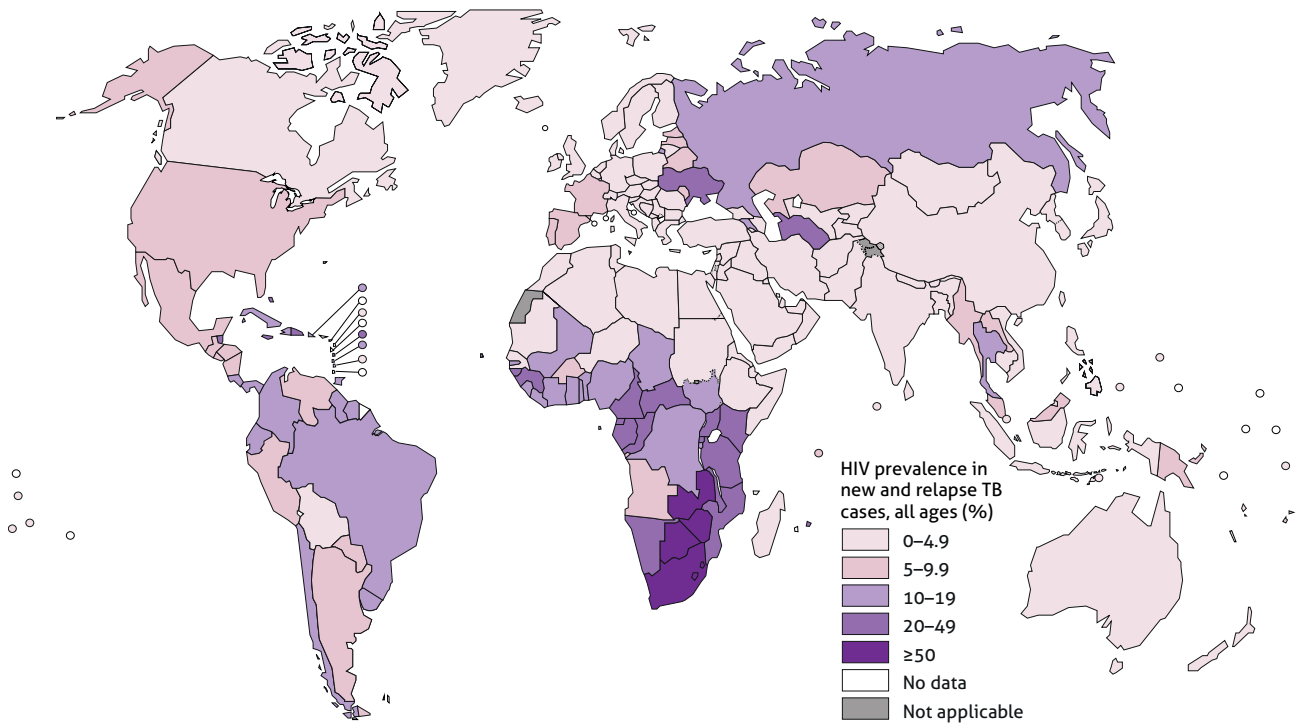 HIV prevalence in
new and relapse TB
cases, all ages (%)
0–4.9
5–9.9
10–19
20–49
≥50
No data
Not applicable